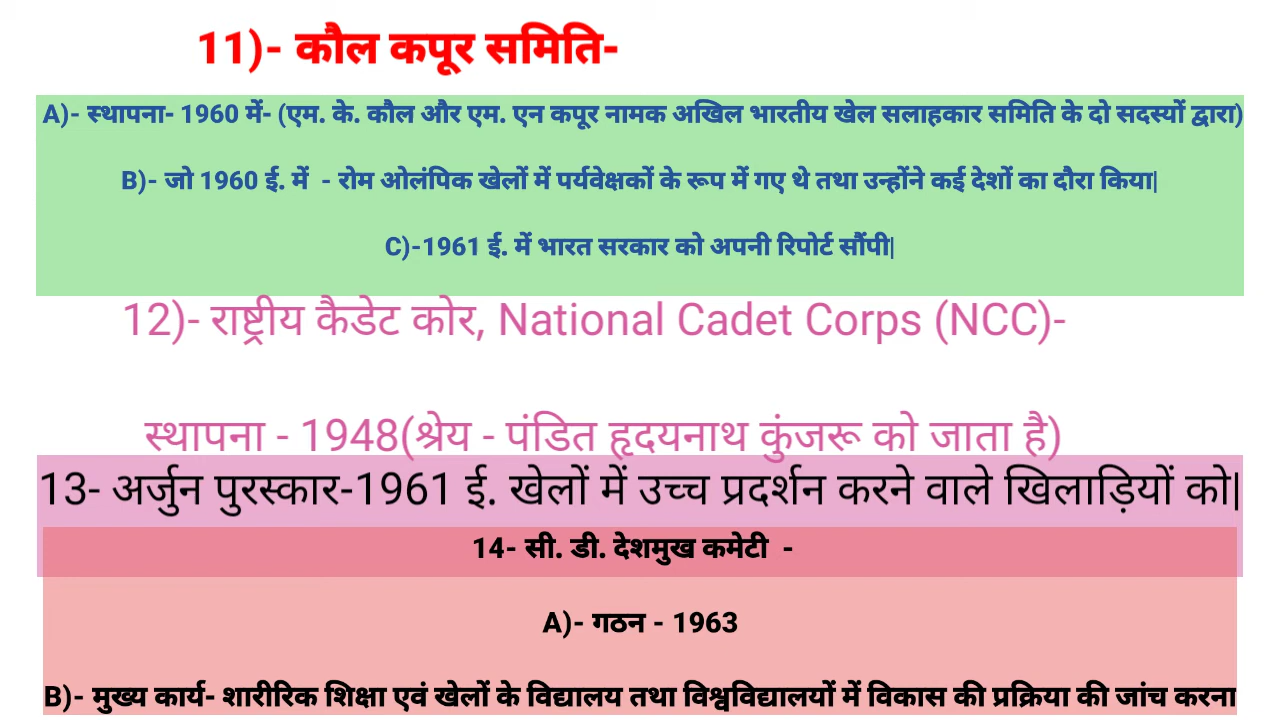 11)- कौल कपूर समिति-
A)- स्थापना- 1960 में- (एम. के. कौल और एम. एन कपूर नामक अखिल भारतीय खेल सलाहकार समिति के दो सदस्यों द्वारा)
B)- जो 1960 ई. में - रोम ओलंपिक खेलों में पर्यवेक्षकों के रूप में गए थे तथा उन्होंने कई देशों का दौरा किया|
C)-1961 ई. में भारत सरकार को अपनी रिपोर्ट सौंपी|
12)- राष्ट्रीय कैडेट कोर, National Cadet Corps (NCC)-
स्थापना - 1948(श्रेय - पंडित हृदयनाथ कुंजरू को जाता है)
13- अर्जुन पुरस्कार-1961 ई. खेलों में उच्च प्रदर्शन करने वाले खिलाड़ियों को|
14- सी. डी. देशमुख कमेटी -
A)- गठन - 1963
B)- मुख्य कार्य- शारीरिक शिक्षा एवं खेलों के विद्यालय तथा विश्वविद्यालयों में विकास की प्रक्रिया की जांच करना